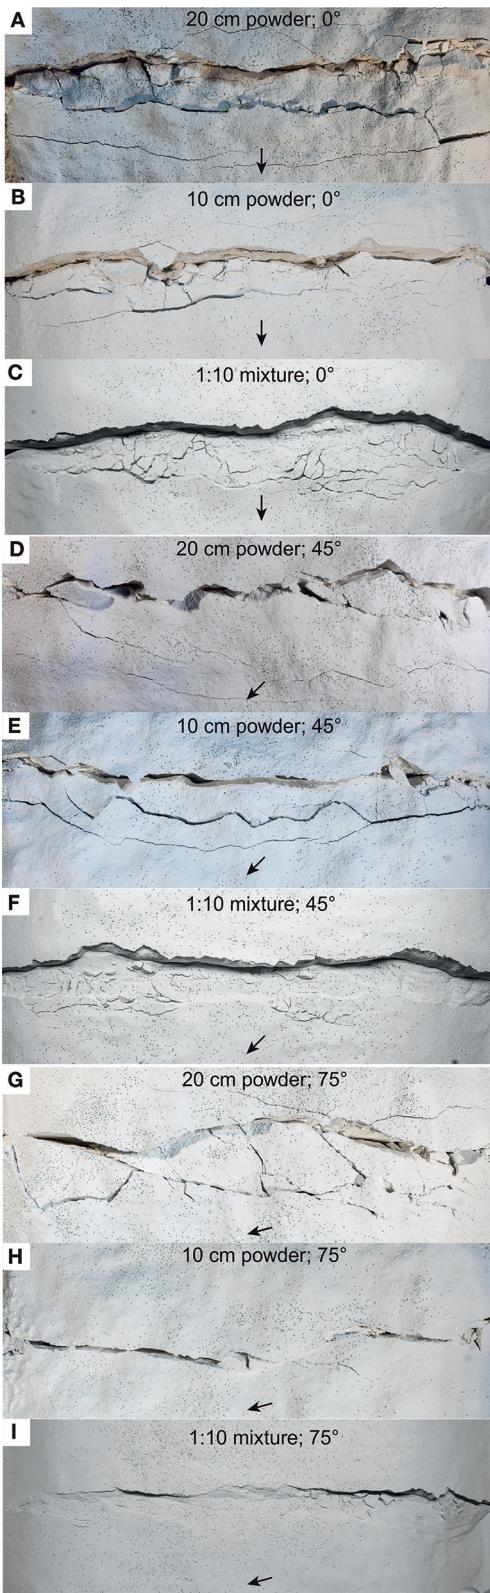 A
20 cm powder; 0°
B
10 cm powder; 0°
C
1:10 mixture; 0°
D
20 cm powder; 45°
E
10 cm powder; 45°
F
1:10 mixture; 45°
G
20 cm powder; 75°
H
10 cm powder; 75°
I
1:10 mixture; 75°